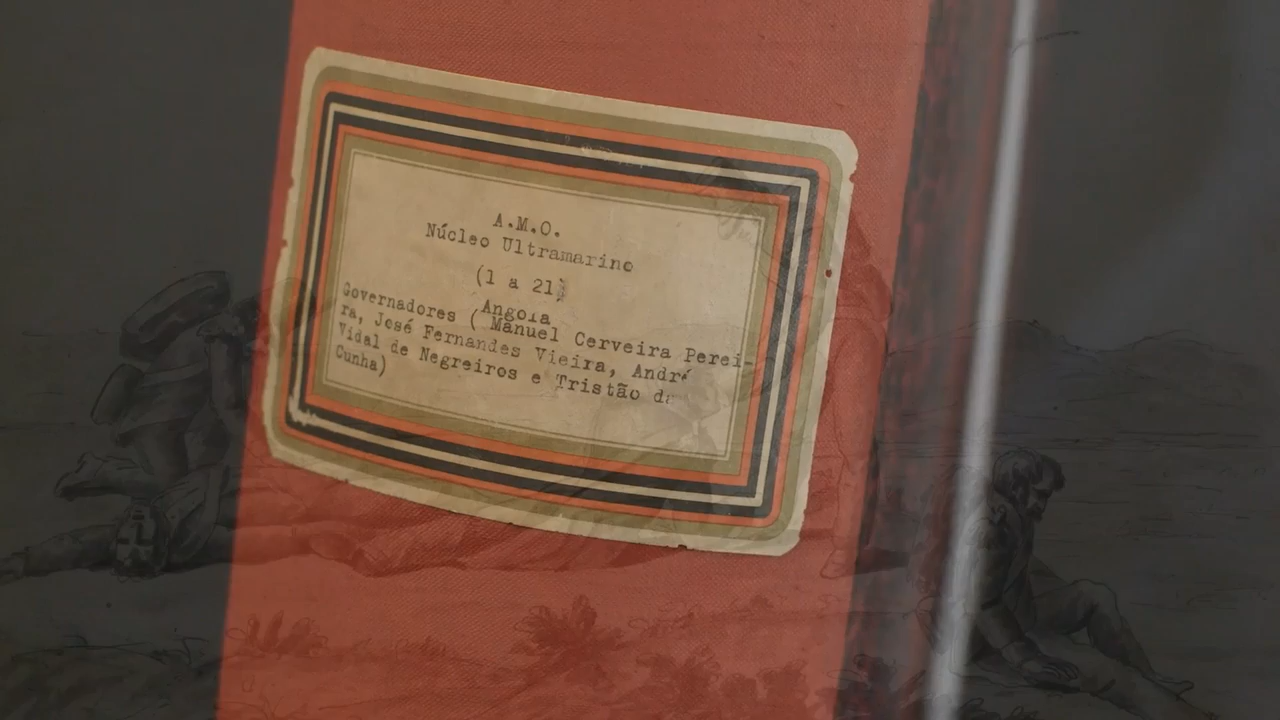 A.M.O.
Núcleo Ultramarino
(1 a 21)
Angola
Governadores ( Manuel Cerveira Perei-
ra, José Fernandes Vieira, André
Vidal de Negreiros e Tristão da
Cunha)